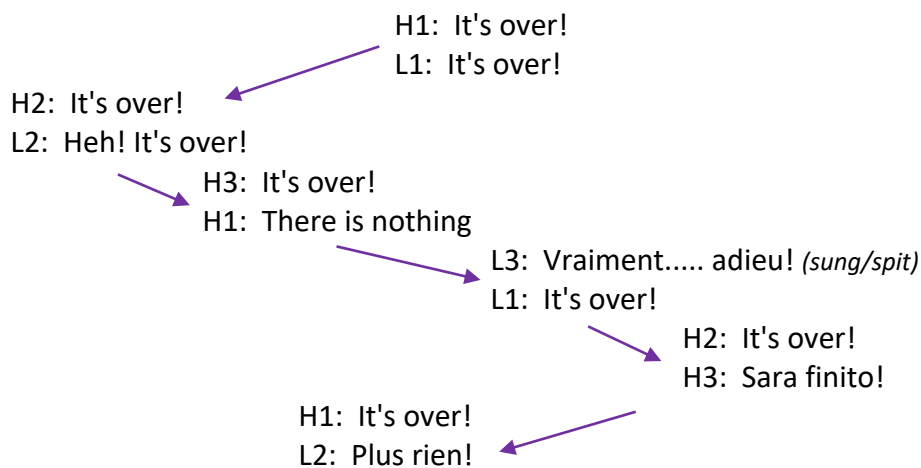 H1: It's over!
L1: It's over!
H2: It's over!
L2: Heh! It's over!
H3: It's over!
H1: There is nothing
L3: Vraiment..... adieu! (sung/spit)
L1: It's over!
H2: It's over!
H3: Sara finito!
H1: It's over!
L2: Plus rien!